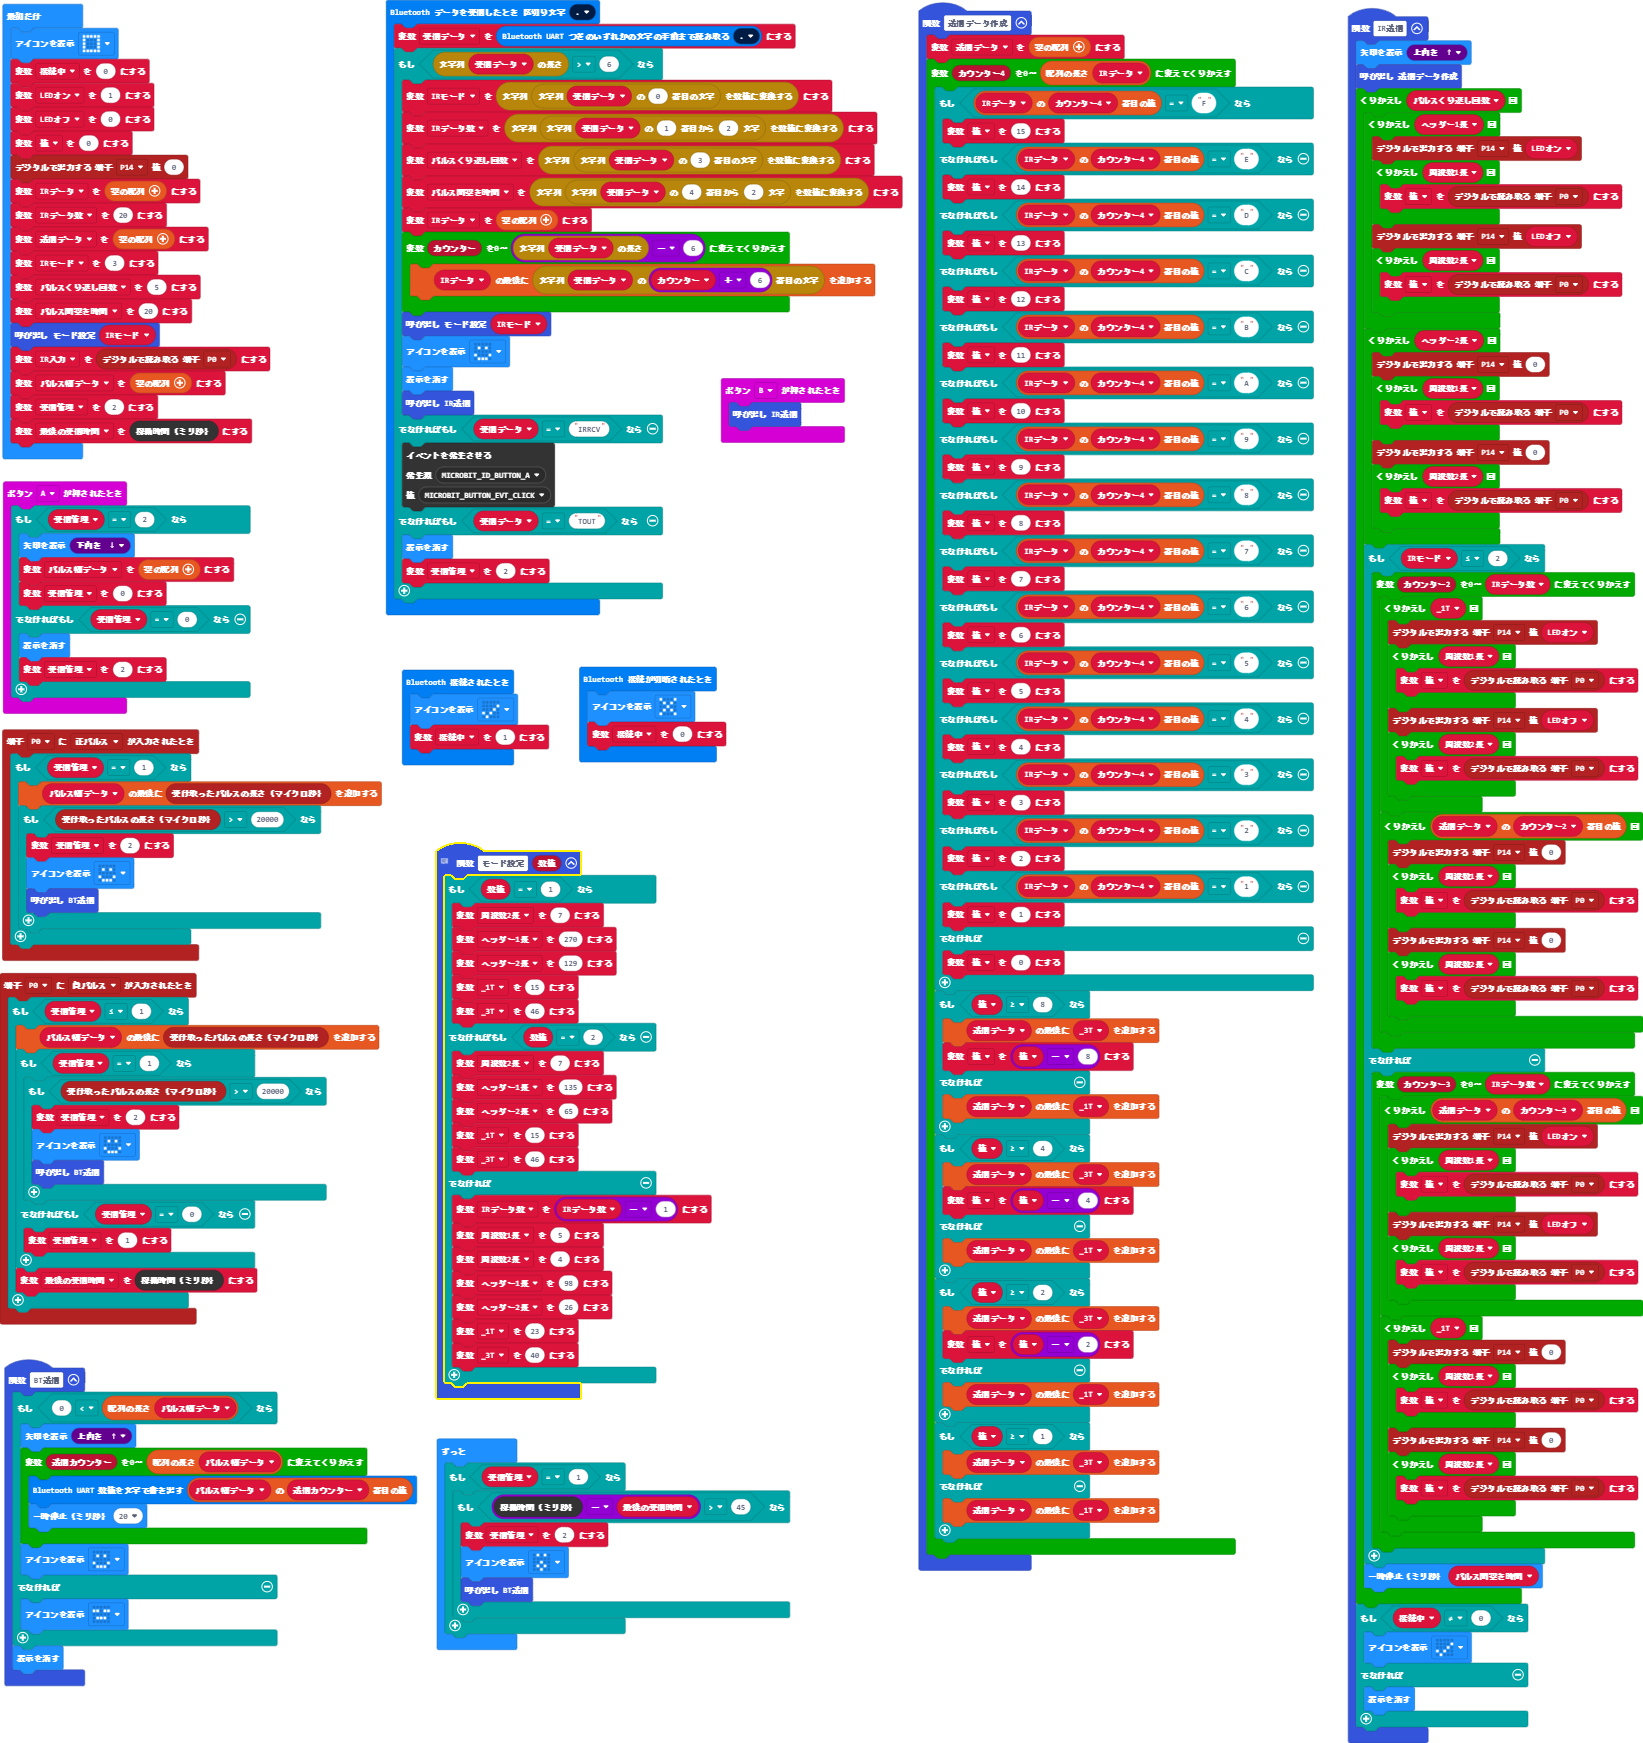 最初だけ
アイコンを表示
変数 接続中 を 0 にする
変数 LEDオン を 1 にする
変数 LEDオフ を 0 にする
変数 値 を 0 にする
デジタルで出力する 端子 P14 値 0
変数 IRデータ を 空の配列 にする
変数 IRデータ数 を 20 にする
変数 送信データ を 空の配列 にする
変数 IRモード を 3 にする
変数 パルスくり返し回数 を 5 にする
変数 パルス間空き時間 を 20 にする
呼び出し モード設定 IRモード
変数 IR入力 を デジタルで読み取る 端子 P0 にする
変数 パルス幅データ を 空の配列 にする
変数 受信管理 を 2 にする
変数 最後の受信時間 を 稼働時間（ミリ秒） にする
ボタン A が押されたとき
もし 受信管理 = 2 なら
矢印を表示 下向き ↓
変数 パルス幅データ を 空の配列 にする
変数 受信管理 を 0 にする
でなければもし 受信管理 = 0 なら
表示を消す
変数 受信管理 を 2 にする
端子 P0 に 正パルス が入力されたとき
もし 受信管理 = 1 なら
パルス幅データ の最後に 受け取ったパルスの長さ（マイクロ秒） を追加する
もし 受け取ったパルスの長さ（マイクロ秒） > 20000 なら
変数 受信管理 を 2 にする
アイコンを表示
呼び出し BT送信
端子 P0 に 負パルス が入力されたとき
もし 受信管理 ≤ 1 なら
パルス幅データ の最後に 受け取ったパルスの長さ（マイクロ秒） を追加する
もし 受信管理 = 1 なら
もし 受け取ったパルスの長さ（マイクロ秒） > 20000 なら
変数 受信管理 を 2 にする
アイコンを表示
呼び出し BT送信
でなければもし 受信管理 = 0 なら
変数 受信管理 を 1 にする
変数 最後の受信時間 を 稼働時間（ミリ秒） にする
関数 BT送信
もし 0 < 配列の長さ パルス幅データ なら
矢印を表示 上向き ↑
変数 送信カウンター を0～ 配列の長さ パルス幅データ に変えてくりかえす
Bluetooth UART 数値を文字で書き出す パルス幅データ の 送信カウンター 番目の値
一時停止（ミリ秒） 20
アイコンを表示
でなければ
アイコンを表示
表示を消す
Bluetooth データを受信したとき 区切り文字 .
変数 受信データ を Bluetooth UART つぎのいずれかの文字の手前まで読み取る . にする
もし 文字列 受信データ の長さ > 6 なら
変数 IRモード を 文字列 文字列 受信データ の 0 番目の文字 を数値に変換する にする
変数 IRデータ数 を 文字列 文字列 受信データ の 1 番目から 2 文字 を数値に変換する にする
変数 パルスくり返し回数 を 文字列 文字列 受信データ の 3 番目の文字 を数値に変換する にする
変数 パルス間空き時間 を 文字列 文字列 受信データ の 4 番目から 2 文字 を数値に変換する にする
変数 IRデータ を 空の配列 にする
変数 カウンター を0～ 文字列 受信データ の長さ － 6 に変えてくりかえす
IRデータ の最後に 文字列 受信データ の カウンター ＋ 6 番目の文字 を追加する
呼び出し モード設定 IRモード
アイコンを表示
表示を消す
呼び出し IR送信
でなければもし 受信データ = "IRRCV" なら
イベントを発生させる
発生源 MICROBIT_ID_BUTTON_A
値 MICROBIT_BUTTON_EVT_CLICK
でなければもし 受信データ = "TOUT" なら
表示を消す
変数 受信管理 を 2 にする
ボタン B が押されたとき
呼び出し IR送信
Bluetooth 接続されたとき
アイコンを表示
変数 接続中 を 1 にする
Bluetooth 接続が切断されたとき
アイコンを表示
変数 接続中 を 0 にする
関数 モード設定 数値
もし 数値 = 1 なら
変数 周波数2長 を 7 にする
変数 ヘッダー1長 を 270 にする
変数 ヘッダー2長 を 129 にする
変数 _1T を 15 にする
変数 _3T を 46 にする
でなければもし 数値 = 2 なら
変数 周波数2長 を 7 にする
変数 ヘッダー1長 を 135 にする
変数 ヘッダー2長 を 65 にする
変数 _1T を 15 にする
変数 _3T を 46 にする
でなければ
変数 IRデータ数 を IRデータ数 － 1 にする
変数 周波数1長 を 5 にする
変数 周波数2長 を 4 にする
変数 ヘッダー1長 を 98 にする
変数 ヘッダー2長 を 26 にする
変数 _1T を 23 にする
変数 _3T を 40 にする
ずっと
もし 受信管理 = 1 なら
もし 稼働時間（ミリ秒） － 最後の受信時間 > 45 なら
変数 受信管理 を 2 にする
アイコンを表示
呼び出し BT送信
関数 送信データ作成
変数 送信データ を 空の配列 にする
変数 カウンター4 を0～ 配列の長さ IRデータ に変えてくりかえす
もし IRデータ の カウンター4 番目の値 = "F" なら
変数 値 を 15 にする
でなければもし IRデータ の カウンター4 番目の値 = "E"
変数 値 を 14 にする
でなければもし IRデータ の カウンター4 番目の値 = "D"
変数 値 を 13 にする
でなければもし IRデータ の カウンター4 番目の値 = "C"
変数 値 を 12 にする
でなければもし IRデータ の カウンター4 番目の値 = "B"
変数 値 を 11 にする
でなければもし IRデータ の カウンター4 番目の値 = "A"
変数 値 を 10 にする
でなければもし IRデータ の カウンター4 番目の値 = "9"
変数 値 を 9 にする
でなければもし IRデータ の カウンター4 番目の値 = "8"
変数 値 を 8 にする
でなければもし IRデータ の カウンター4 番目の値 = "7"
変数 値 を 7 にする
でなければもし IRデータ の カウンター4 番目の値 = "6"
変数 値 を 6 にする
でなければもし IRデータ の カウンター4 番目の値 = "5"
変数 値 を 5 にする
でなければもし IRデータ の カウンター4 番目の値 = "4"
変数 値 を 4 にする
でなければもし IRデータ の カウンター4 番目の値 = "3"
変数 値 を 3 にする
でなければもし IRデータ の カウンター4 番目の値 = "2"
変数 値 を 2 にする
でなければもし IRデータ の カウンター4 番目の値 = "1"
変数 値 を 1 にする
でなければ
変数 値 を 0 にする
もし 値 ≥ 8 なら
送信データ の最後に _3T を追加する
変数 値 を 値 － 8 にする
でなければ
送信データ の最後に _1T を追加する
もし 値 ≥ 4 なら
送信データ の最後に _3T を追加する
変数 値 を 値 － 4 にする
でなければ
送信データ の最後に _1T を追加する
もし 値 ≥ 2 なら
送信データ の最後に _3T を追加する
変数 値 を 値 － 2 にする
でなければ
送信データ の最後に _1T を追加する
もし 値 ≥ 1 なら
送信データ の最後に _3T を追加する
でなければ
送信データ の最後に _1T を追加する
関数 IR送信
矢印を表示 上向き ↑
呼び出し 送信データ作成
くりかえし パルスくり返し回数 回
くりかえし ヘッダー1長 回
デジタルで出力する 端子 P14 値 LEDオン
くりかえし 周波数1長 回
変数 値 を デジタルで読み取る 端子 P0 にする
デジタルで出力する 端子 P14 値 LEDオフ
くりかえし 周波数2長 回
変数 値 を デジタルで読み取る 端子 P0 にする
くりかえし ヘッダー2長 回
デジタルで出力する 端子 P14 値 0
くりかえし 周波数1長 回
変数 値 を デジタルで読み取る 端子 P0 にする
デジタルで出力する 端子 P14 値 0
くりかえし 周波数2長 回
変数 値 を デジタルで読み取る 端子 P0 にする
もし IRモード ≤ 2 なら
変数 カウンター2 を0～ IRデータ数 に変えてくりかえす
くりかえし _1T 回
デジタルで出力する 端子 P14 値 LEDオン
くりかえし 周波数1長 回
変数 値 を デジタルで読み取る 端子 P0 にする
デジタルで出力する 端子 P14 値 LEDオフ
くりかえし 周波数2長 回
変数 値 を デジタルで読み取る 端子 P0 にする
くりかえし 送信データ の カウンター2 番目の値 回
デジタルで出力する 端子 P14 値 0
くりかえし 周波数1長 回
変数 値 を デジタルで読み取る 端子 P0 にする
デジタルで出力する 端子 P14 値 0
くりかえし 周波数2長 回
変数 値 を デジタルで読み取る 端子 P0 にする
でなければ
変数 カウンター3 を0～ IRデータ数 に変えてくりかえす
くりかえし 送信データ の カウンター3 番目の値 回
デジタルで出力する 端子 P14 値 LEDオン
くりかえし 周波数1長 回
変数 値 を デジタルで読み取る 端子 P0 にする
デジタルで出力する 端子 P14 値 LEDオフ
くりかえし 周波数2長 回
変数 値 を デジタルで読み取る 端子 P0 にする
くりかえし _1T 回
デジタルで出力する 端子 P14 値 0
くりかえし 周波数1長 回
変数 値 を デジタルで読み取る 端子 P0 にする
デジタルで出力する 端子 P14 値 0
くりかえし 周波数2長 回
変数 値 を デジタルで読み取る 端子 P0 にする
一時停止（ミリ秒） パルス間空き時間
もし 接続中 ≠ 0 なら
アイコンを表示
でなければ
表示を消す